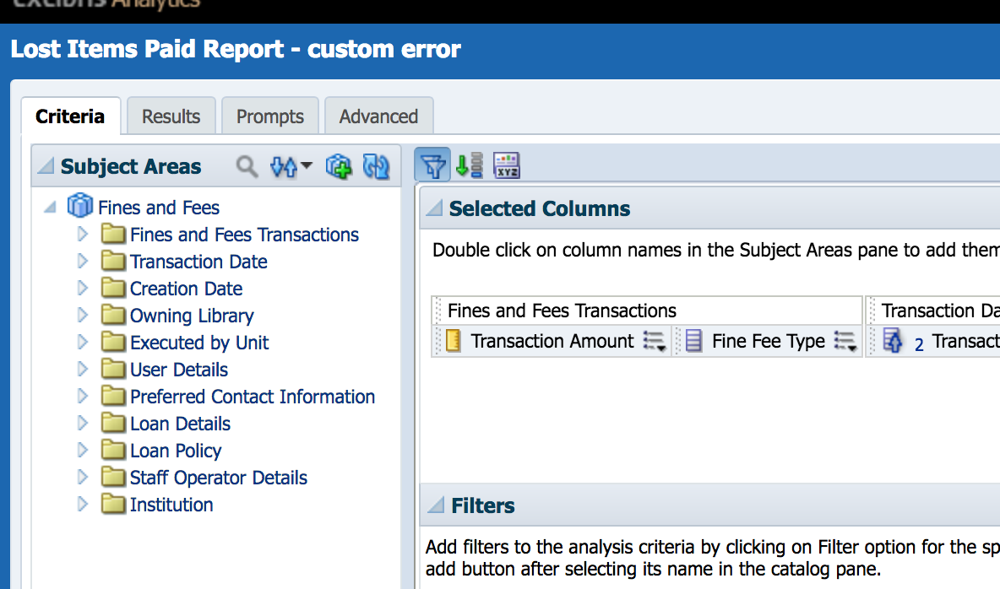 ExLibris Analytics
Lost Items Paid Report - custom error
Criteria
Results
Prompts
Advanced
Subject Areas
Fines and Fees
Fines and Fees Transactions
Transaction Date
Creation Date
Owning Library
Executed by Unit
User Details
Preferred Contact Information
Loan Details
Loan Policy
Staff Operator Details
Institution
XYZ
Selected Columns
Double click on column names in the Subject Areas pane to add them
Fines and Fees Transactions
Transaction Da
Transaction Amount
Fine Fee Type
2 Transact
Filters
Add filters to the analysis criteria by clicking on Filter option for the sp
add button after selecting its name in the catalog pane.